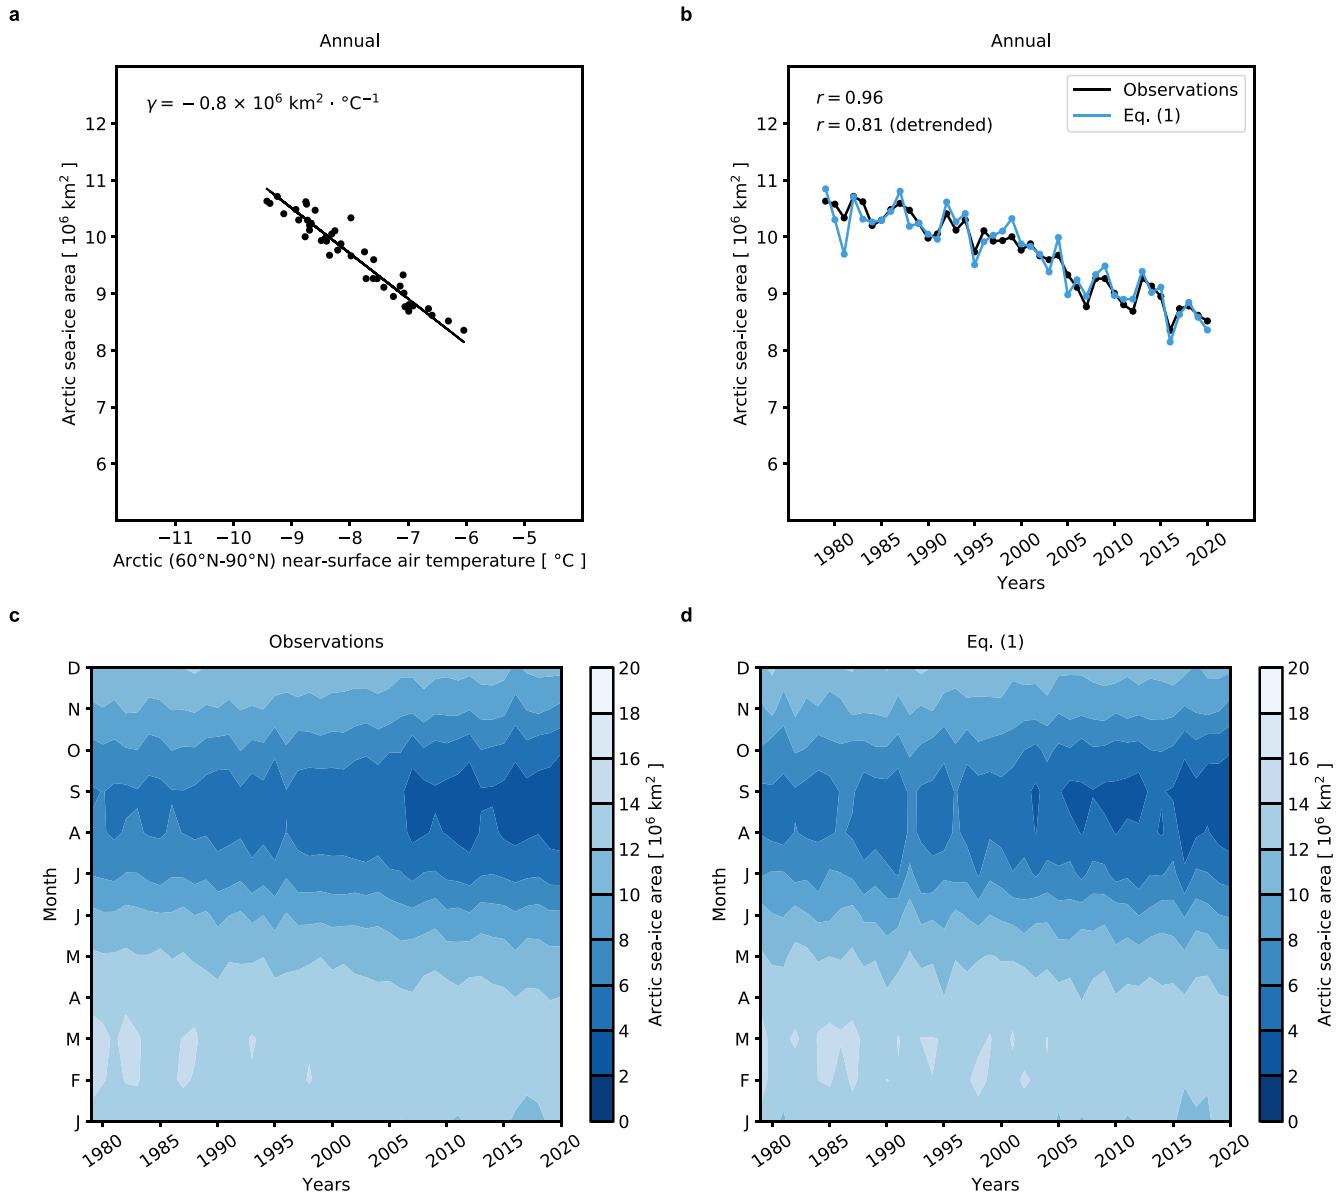 a
Annual
γ = −0.8 × 10⁶ km² · °C⁻¹
12
11
10
9
8
7
6
Arctic sea-ice area [ 10⁶ km² ]
−11 −10 −9 −8 −7 −6 −5
Arctic (60°N-90°N) near-surface air temperature [ °C ]
b
Annual
r = 0.96
r = 0.81 (detrended)
Observations
Eq. (1)
12
11
10
9
8
7
6
Arctic sea-ice area [ 10⁶ km² ]
1980 1985 1990 1995 2000 2005 2010 2015 2020
Years
c
Observations
D
N
O
S
A
J
J
M
A
M
F
J
Month
1980 1985 1990 1995 2000 2005 2010 2015 2020
Years
20
18
16
14
12
10
8
6
4
2
0
Arctic sea-ice area [ 10⁶ km² ]
d
Eq. (1)
D
N
O
S
A
J
J
M
A
M
F
J
Month
1980 1985 1990 1995 2000 2005 2010 2015 2020
Years
20
18
16
14
12
10
8
6
4
2
0
Arctic sea-ice area [ 10⁶ km² ]